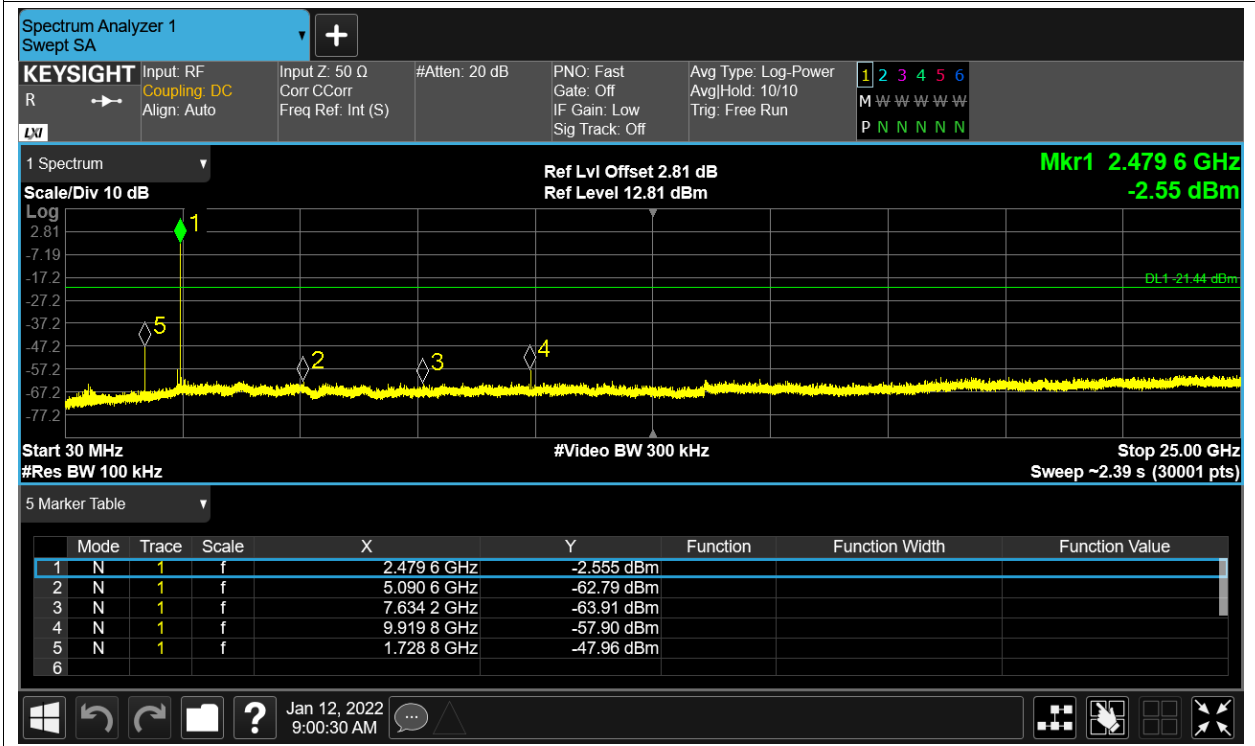 Spectrum Analyzer 1
Swept SA
KEYSIGHT
R
LXI
Input: RF
Coupling: DC
Align: Auto
Input Z: 50 Ω
Corr CCorr
Freq Ref: Int (S)
#Atten: 20 dB
PNO: Fast
Gate: Off
IF Gain: Low
Sig Track: Off
Avg Type: Log-Power
Avg|Hold: 10/10
Trig: Free Run
1 2 3 4 5 6
M W W W W W
P N N N N N
1 Spectrum
Scale/Div 10 dB
Ref Lvl Offset 2.81 dB
Ref Level 12.81 dBm
Mkr1 2.479 6 GHz
-2.55 dBm
Log
2.81
-7.19
-17.2
-27.2
-37.2
-47.2
-57.2
-67.2
-77.2
1
5
2
3
4
DL1 -21.44 dBm
Start 30 MHz
#Video BW 300 kHz
Stop 25.00 GHz
#Res BW 100 kHz
Sweep ~2.39 s (30001 pts)
5 Marker Table
Mode Trace Scale X Y Function Function Width Function Value
1 N 1 f 2.479 6 GHz -2.555 dBm
2 N 1 f 5.090 6 GHz -62.79 dBm
3 N 1 f 7.634 2 GHz -63.91 dBm
4 N 1 f 9.919 8 GHz -57.90 dBm
5 N 1 f 1.728 8 GHz -47.96 dBm
6
?
Jan 12, 2022
9:00:30 AM